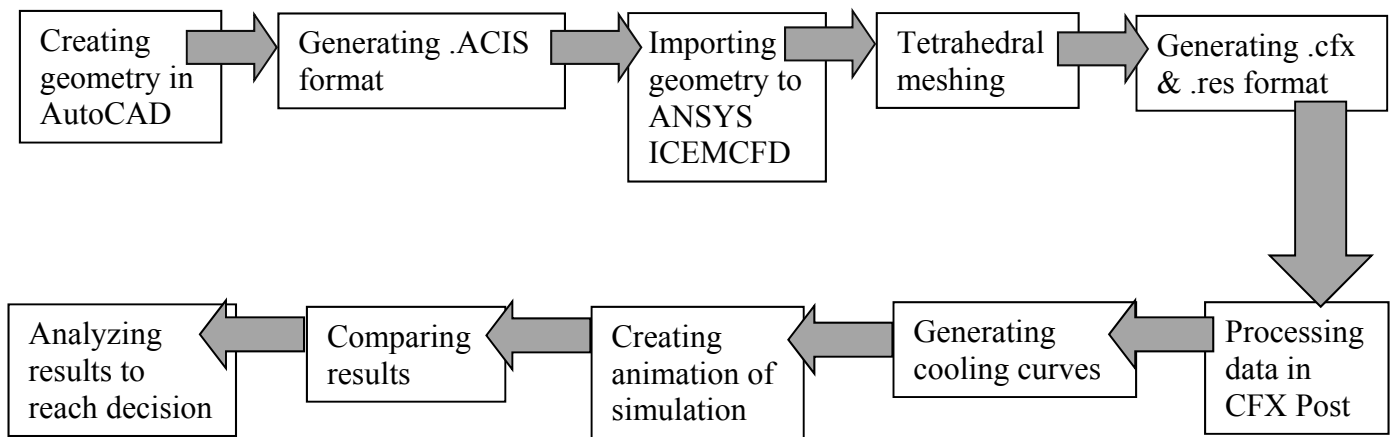 Creating
geometry in
AutoCAD
Generating .ACIS
format
Importing
geometry to
ANSYS
ICEMCFD
Tetrahedral
meshing
Generating .cfx
& .res format
Processing
data in
CFX Post
Generating
cooling curves
Creating
animation of
simulation
Comparing
results
Analyzing
results to
reach decision